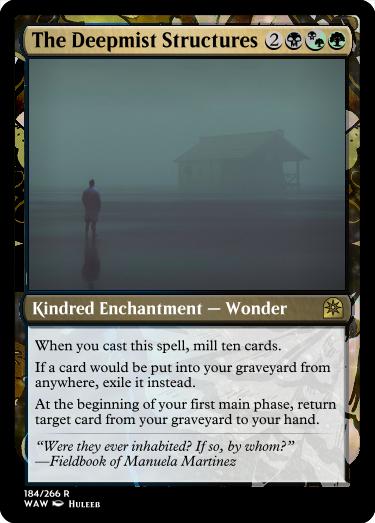 The Deepmist Structures 2
Kindred Enchantment — Wonder
When you cast this spell, mill ten cards.
If a card would be put into your graveyard from
anywhere, exile it instead.
At the beginning of your first main phase, return
target card from your graveyard to your hand.
“Were they ever inhabited? If so, by whom?”
—Fieldbook of Manuela Martinez
184/266 R
WAW Huleeb